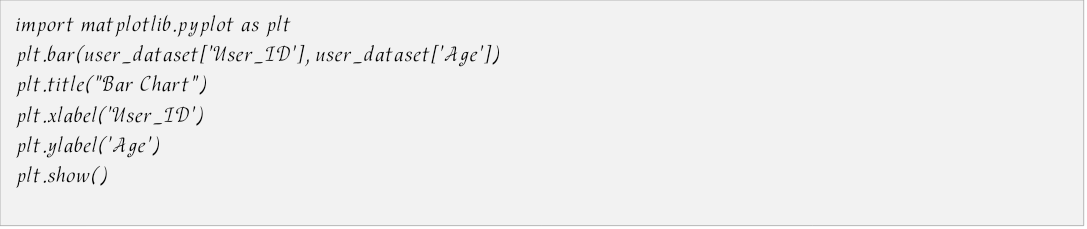 import matplotlib.pyplot as plt
plt.bar(user_dataset['User_ID'],user_dataset['Age'])
plt.title("Bar Chart")
plt.xlabel('User_ID')
plt.ylabel('Age')
plt.show()